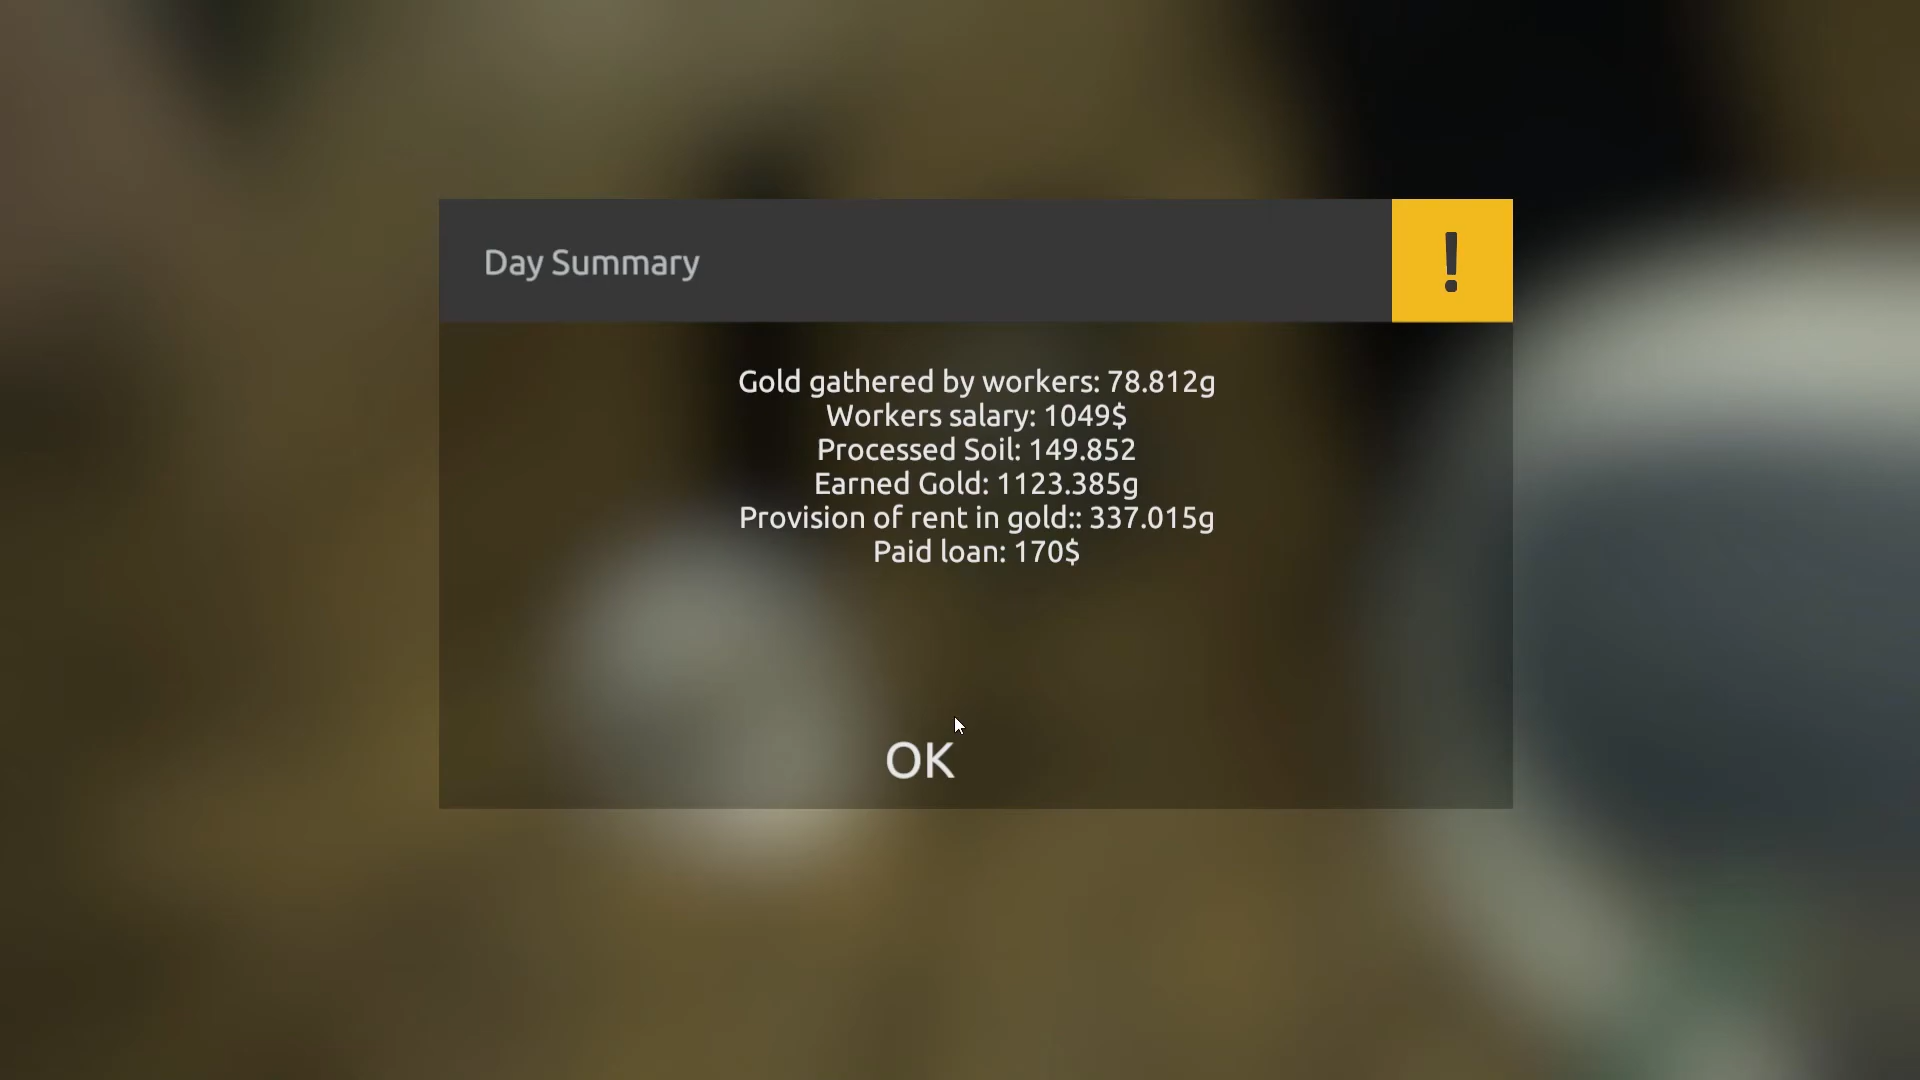 Day Summary
!
Gold gathered by workers: 78.812g
Workers salary: 1049$
Processed Soil: 149.852
Earned Gold: 1123.385g
Provision of rent in gold:: 337.015g
Paid loan: 170$
OK